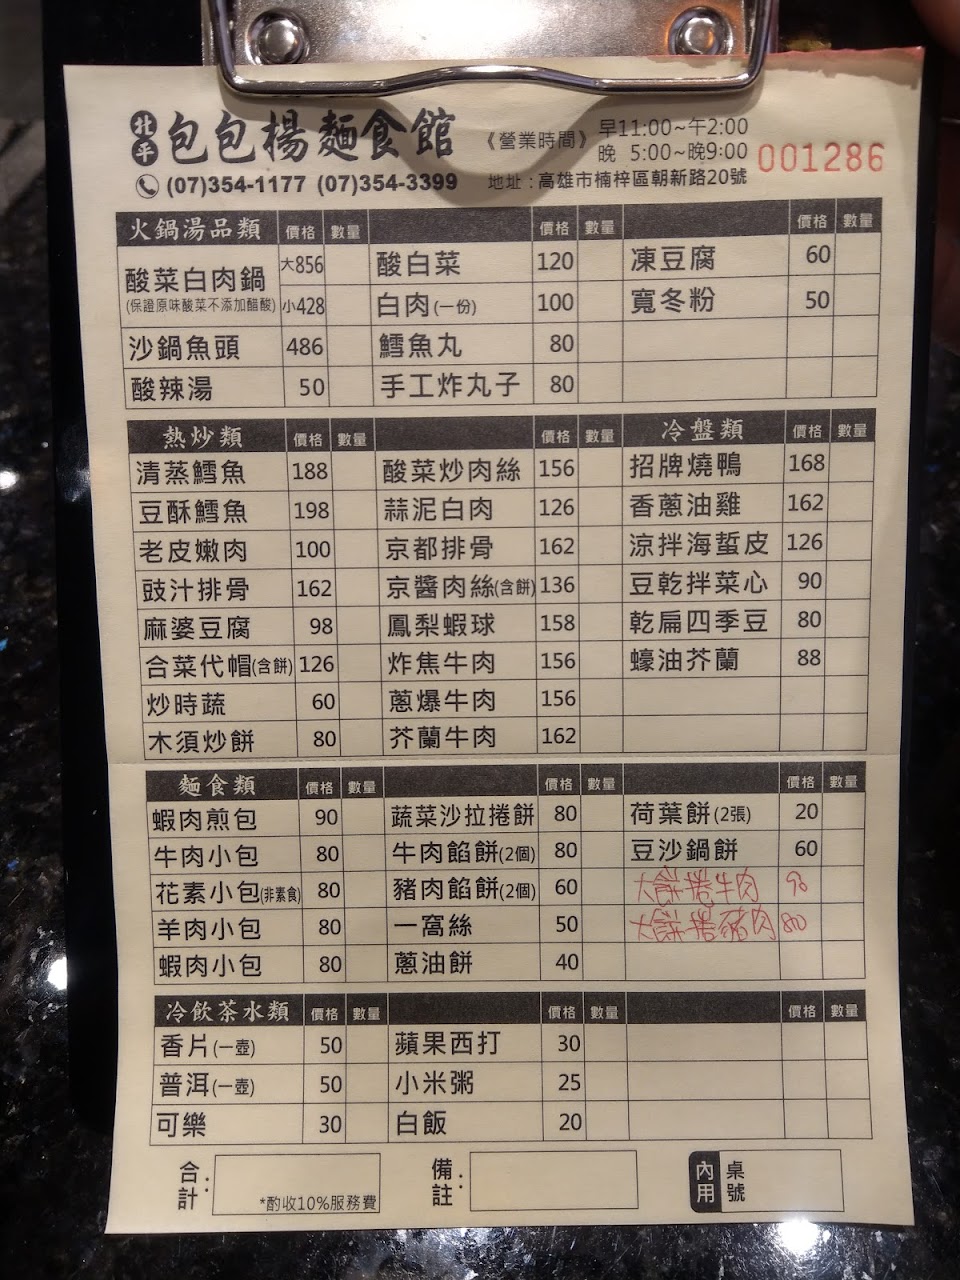 北平 包包楊麵食館 《營業時間》 早11:00~午2:00
晚 5:00~晚9:00
001286
(07)354-1177 (07)354-3399 地址：高雄市楠梓區朝新路20號
火鍋湯品類 價格 數量 價格 數量 價格 數量
酸菜白肉鍋 大856 酸白菜 120 凍豆腐 60
(保證原味酸菜不添加醋酸) 小428 白肉(一份) 100 寬冬粉 50
沙鍋魚頭 486 鱈魚丸 80
酸辣湯 50 手工炸丸子 80
熱炒類 價格 數量 價格 數量 冷盤類 價格 數量
清蒸鱈魚 188 酸菜炒肉絲 156 招牌燒鴨 168
豆酥鱈魚 198 蒜泥白肉 126 香蔥油雞 162
老皮嫩肉 100 京都排骨 162 涼拌海蜇皮 126
豉汁排骨 162 京醬肉絲(含餅) 136 豆乾拌菜心 90
麻婆豆腐 98 鳳梨蝦球 158 乾扁四季豆 80
合菜代帽(含餅) 126 炸焦牛肉 156 蠔油芥蘭 88
炒時蔬 60 蔥爆牛肉 156
木須炒餅 80 芥蘭牛肉 162
麵食類 價格 數量 價格 數量 價格 數量
蝦肉煎包 90 蔬菜沙拉捲餅 80 荷葉餅(2張) 20
牛肉小包 80 牛肉餡餅(2個) 80 豆沙鍋餅 60
花素小包(非素食) 80 豬肉餡餅(2個) 60 大餅捲牛肉
羊肉小包 80 一窩絲 50 大餅捲豬肉 80
蝦肉小包 80 蔥油餅 40
冷飲茶水類 價格 數量 價格 數量 價格 數量
香片(一壺) 50 蘋果西打 30
普洱(一壺) 50 小米粥 25
可樂 30 白飯 20
合計： *酌收10%服務費 備註： 內用 桌號